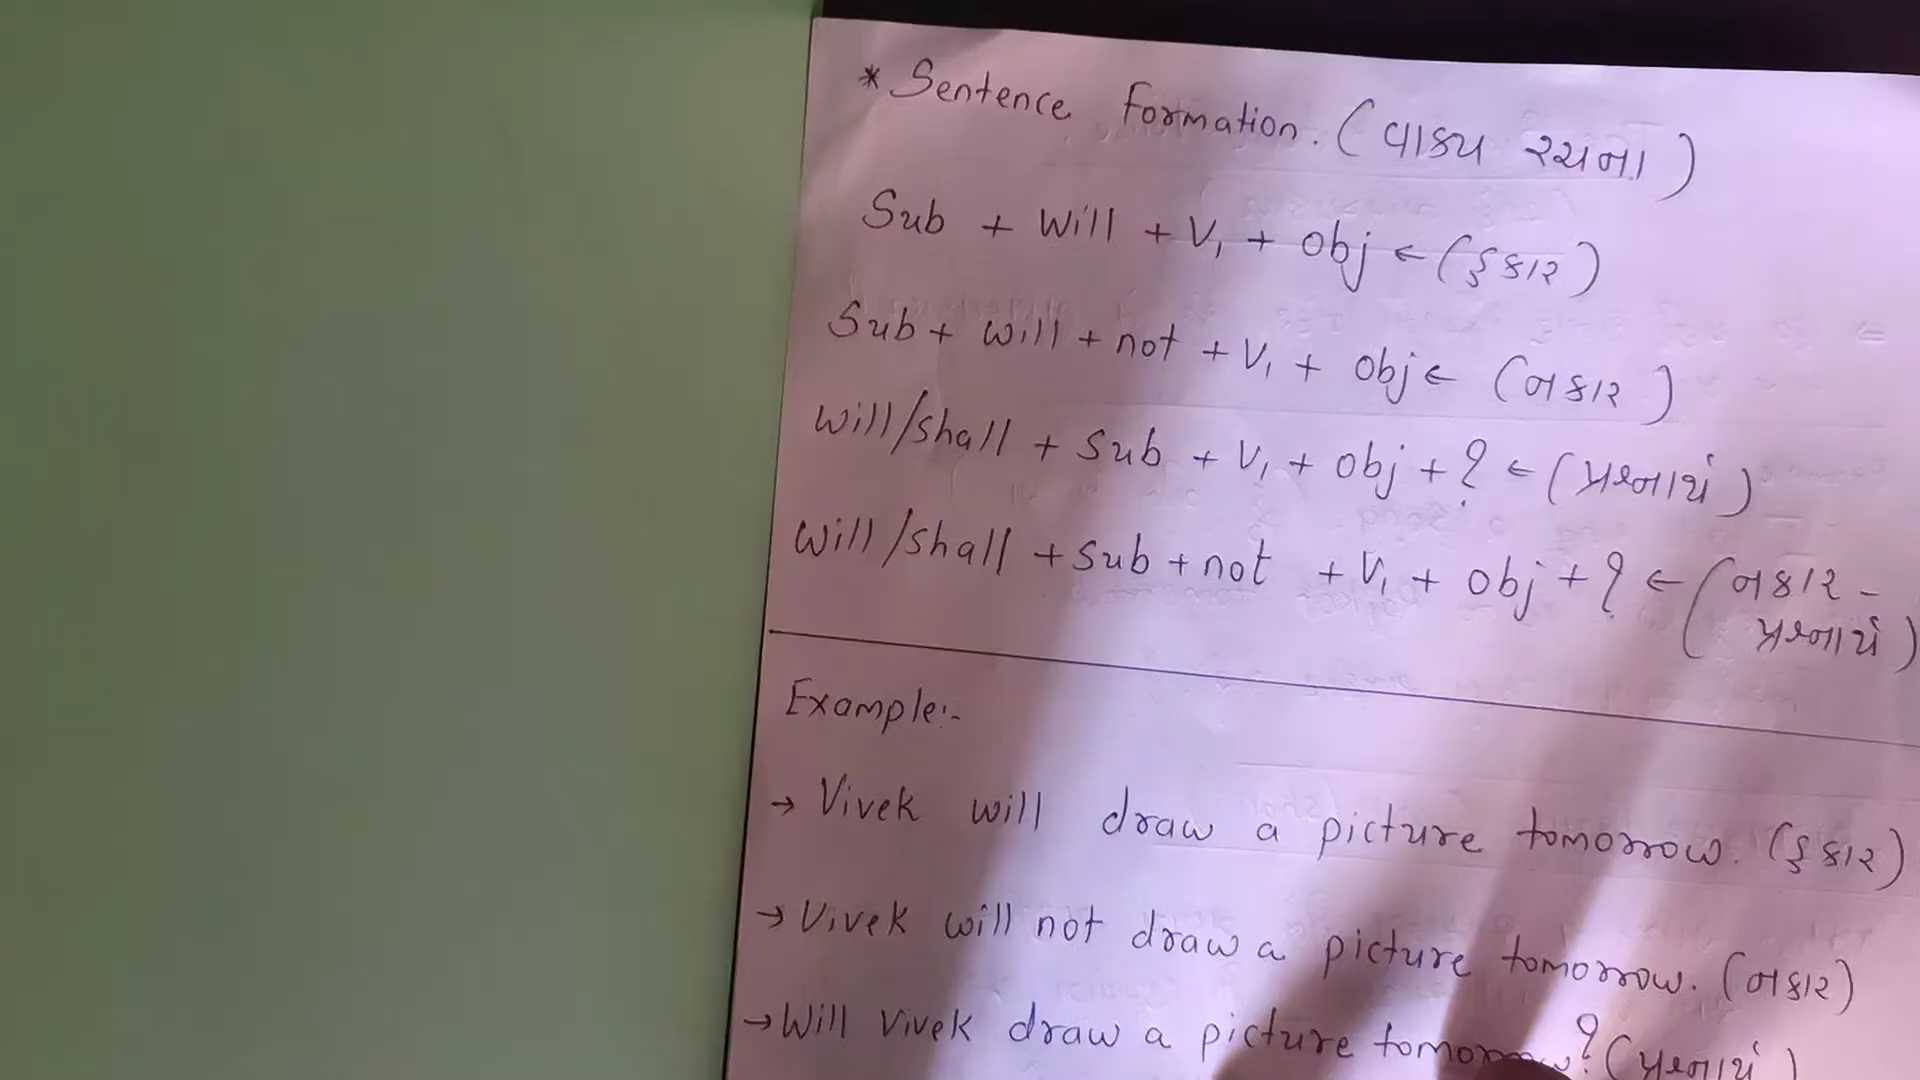 * Sentence formation. (વાક્ય રચના)
Sub + Will + V₁ + Obj ← (હકાર)
Sub + will + not + V₁ + Obj ← (નકાર)
Will/Shall + Sub + V₁ + Obj + ? ← (પ્રશ્નાર્થ)
Will/Shall + Sub + not + V₁ + Obj + ? ← (નકાર -
પ્રશ્નાર્થ)
Example:-
→ Vivek will draw a picture tomorrow. (હકાર)
→ Vivek will not draw a picture tomorrow. (નકાર)
→ Will Vivek draw a picture tomorrow? (પ્રશ્નાર્થ)